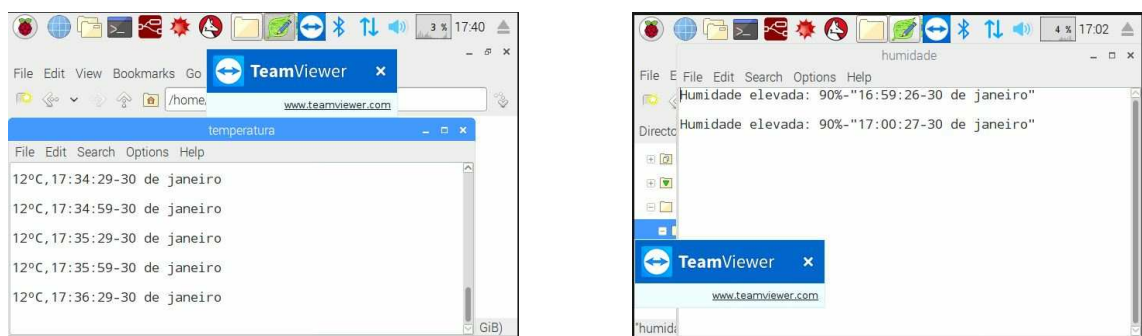 3 % 17:40
TeamViewer
File Edit View Bookmarks Go
/home
www.teamviewer.com
temperatura
File Edit Search Options Help
12ºC,17:34:29-30 de janeiro
12ºC,17:34:59-30 de janeiro
12ºC,17:35:29-30 de janeiro
12ºC,17:35:59-30 de janeiro
12ºC,17:36:29-30 de janeiro
GiB)
4 % 17:02
humidade
File E
File Edit Search Options Help
Humidade elevada: 90%-"16:59:26-30 de janeiro"
Directo
Humidade elevada: 90%-"17:00:27-30 de janeiro"
TeamViewer
www.teamviewer.com
"humida